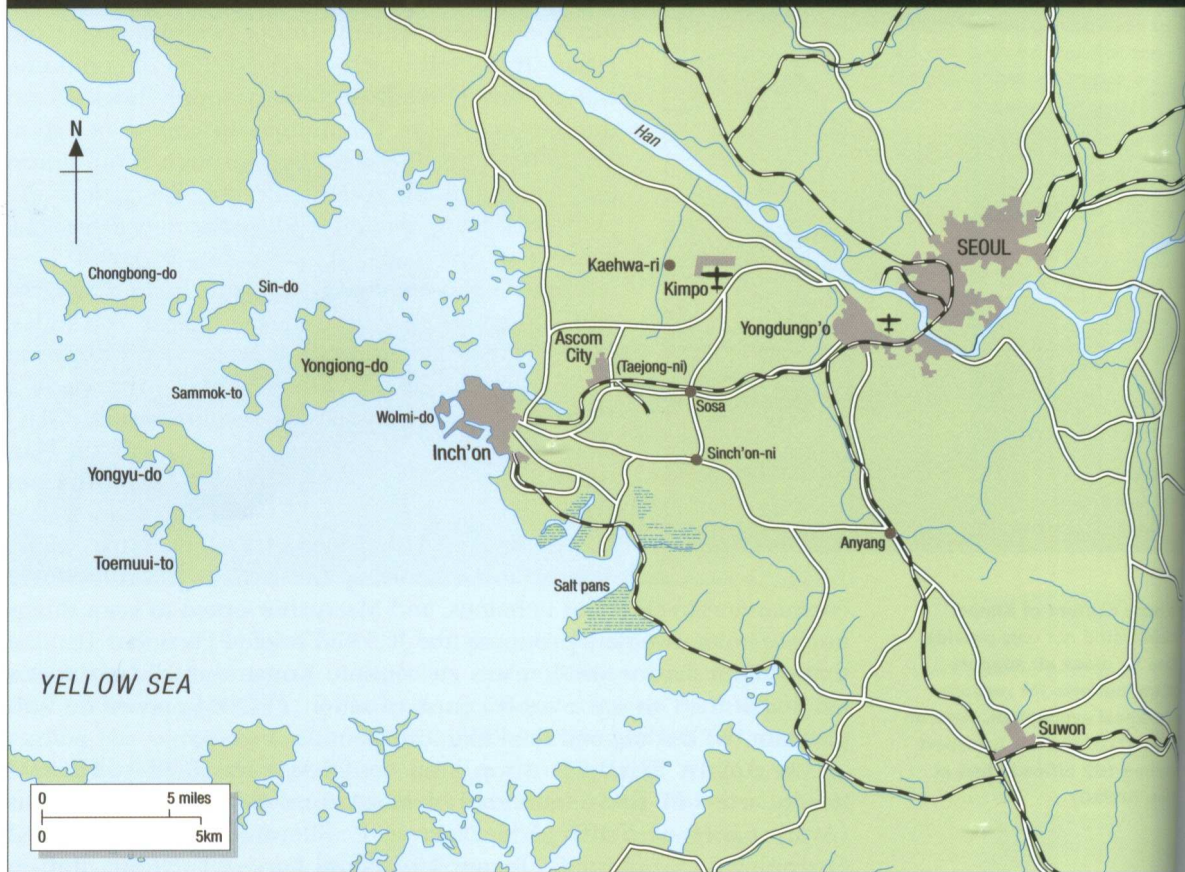 N
Han
SEOUL
Chongbong-do
Sin-do
Kaehwa-ri
Kimpo
Yongdungp'o
Ascom
City
(Taejong-ni)
Yongiong-do
Sammok-to
Wolmi-do
Sosa
Inch'on
Sinch'on-ni
Yongyu-do
Anyang
Toemuui-to
Salt pans
YELLOW SEA
Suwon
0 5 miles
0 5km